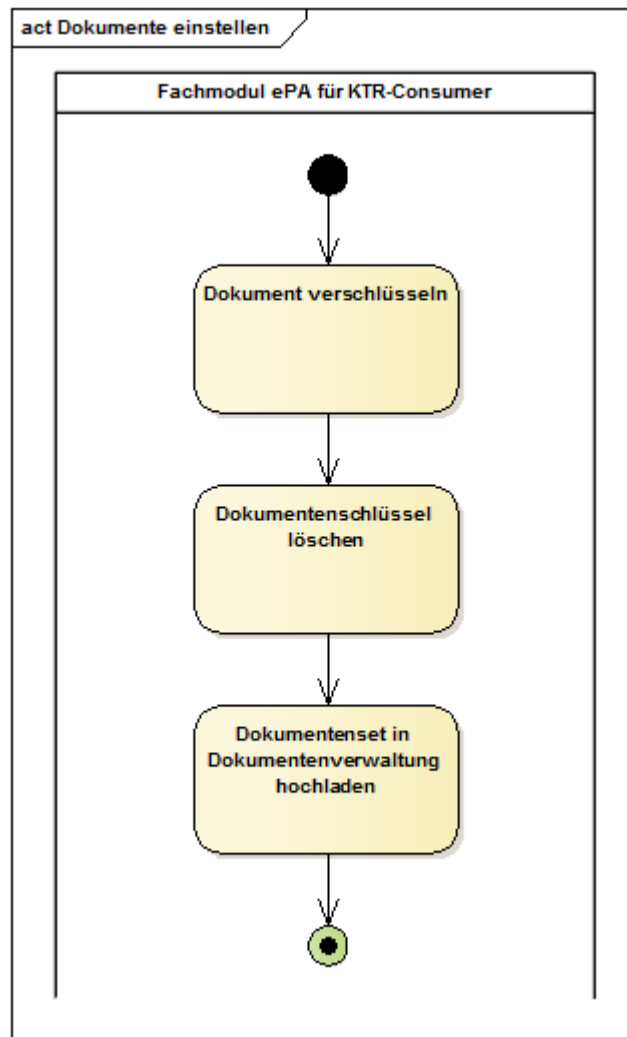 act Dokumente einstellen
Fachmodul ePA für KTR-Consumer
Dokument verschlüsseln
Dokumentenschlüssel
löschen
Dokumentenset in
Dokumentenverwaltung
hochladen